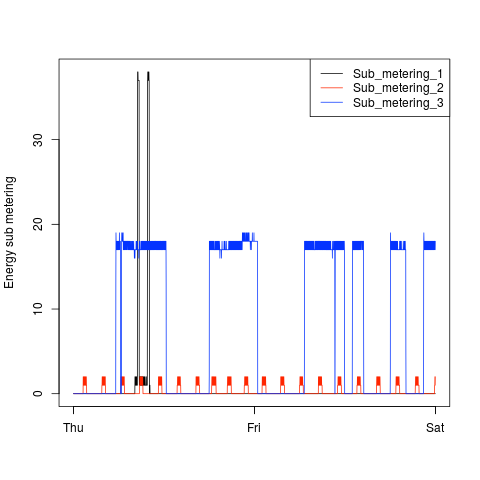 Sub_metering_1
Sub_metering_2
Sub_metering_3
Energy sub metering
30
20
10
0
Thu Fri Sat